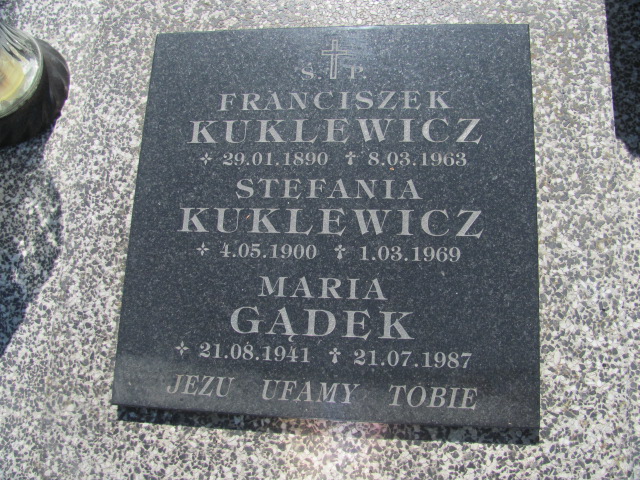 Ś. P.
FRANCISZEK
KUKLEWICZ
29.01.1890 8.03.1963
STEFANIA
KUKLEWICZ
4.05.1900 1.03.1969
MARIA
GĄDEK
21.08.1941 21.07.1987
JEZU UFAMY TOBIE